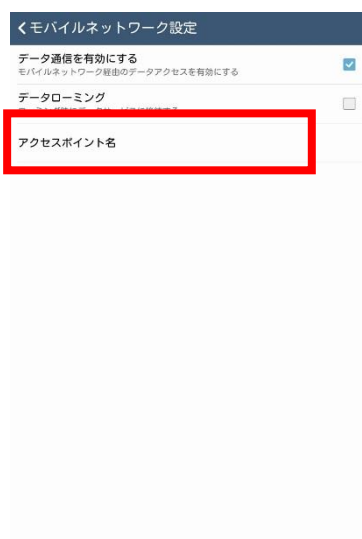 モバイルネットワーク設定
データ通信を有効にする
モバイルネットワーク経由のデータアクセスを有効にする
データローミング
アクセスポイント名